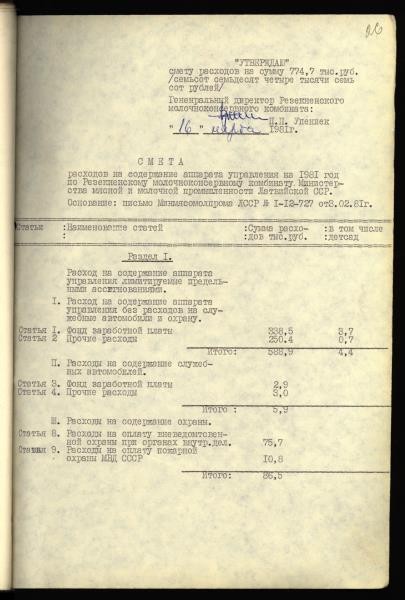 26
"УТВЕРЖДАЮ"
смету расходов на сумму 774,7 тыс.руб.
/семьсот семьдесят четыре тысячи семь
сот рублей/
Генеральный директор Резекненского
молочноконсервного комбината:
П.П. Упениек
"16" марта 1981г.
С М Е Т А
расходов на содержание аппарата управления на 1981 год
по Резекненскому молочноконсервному комбинату Министер-
ства мясной и молочной промышленности Латвийской ССР.
Основание: письмо Минмясомолпрома ЛССР № 1-12-727 от3.02.81г.
Статьи :Наименование статей :Сумма расхо- :в том числе
: :дов тыс.руб. :детсад
Раздел I.
Расход на содержание аппарата
управления лимитируемые предель-
ными ассигнованиями.
I. Расход на содержание аппарата
управления без расходов на слу-
жебные автомобили и охрану.
Статья I. Фонд заработной платы 338,5 3,7
Статья 2 Прочие расходы 250,4 0,7
Итого: 588,9 4,4
П. Расходы на содержание служеб-
ных автомобилей.
Статья 3. Фонд заработной платы 2,9
Статья 4. Прочие расходы 3,0
Итого : 5,9
Ш. Расходы на содержание охраны.
Статья 8. Расходы на оплату вневедомтовен-
ной охраны при органах внутр.дел. 75,7
Статья 9. Расходы на оплату пожарной
охраны МВД СССР 10,8
Итого: 86,5